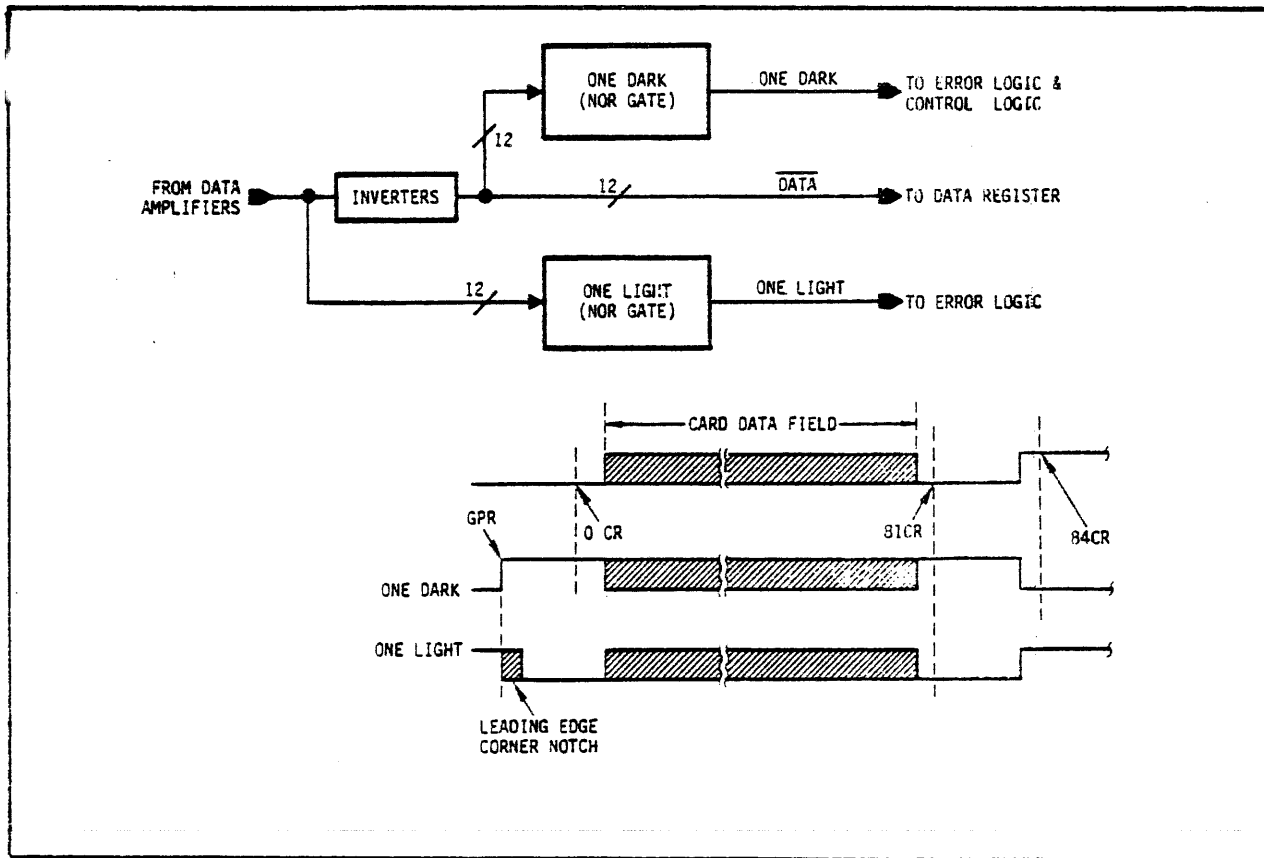 ONE DARK
(NOR GATE)
ONE DARK
TO ERROR LOGIC &
CONTROL LOGIC
12
FROM DATA
AMPLIFIERS
INVERTERS
12
DATA
TO DATA REGISTER
12
ONE LIGHT
(NOR GATE)
ONE LIGHT
TO ERROR LOGIC
CARD DATA FIELD
GPR
0 CR
81CR
84CR
ONE DARK
ONE LIGHT
LEADING EDGE
CORNER NOTCH